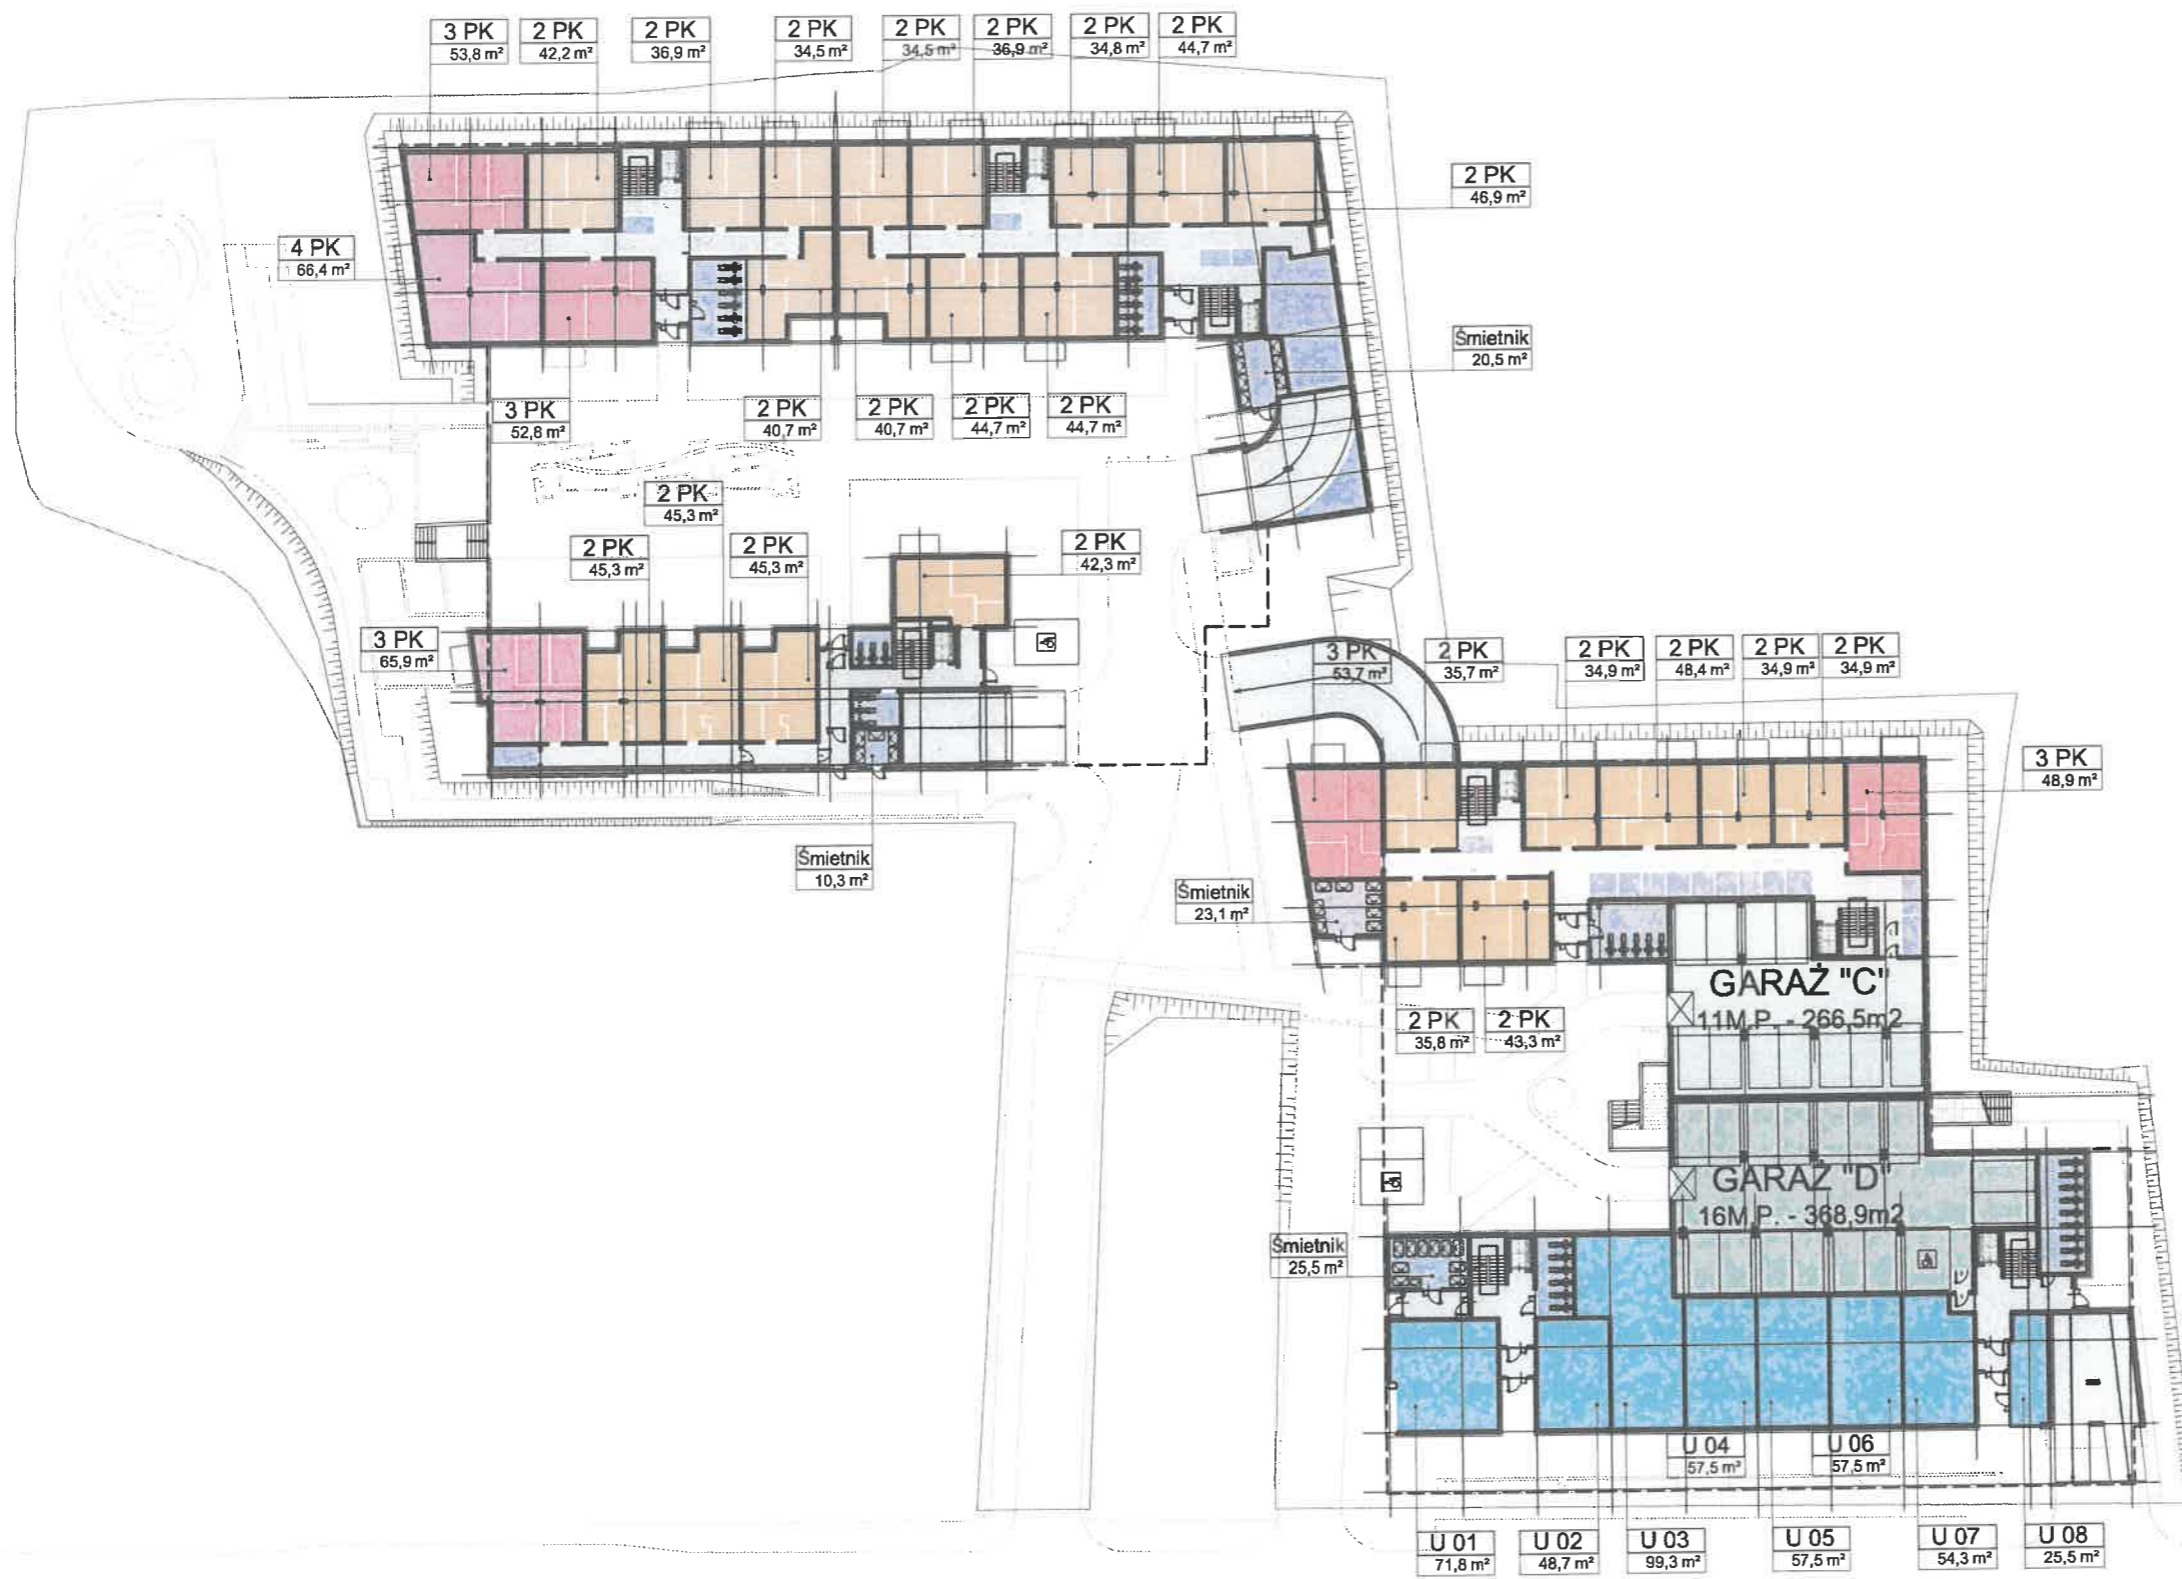 3 PK
53,8 m²
2 PK
42,2 m²
2 PK
36,9 m²
2 PK
34,5 m²
2 PK
34,5 m²
2 PK
36,9 m²
2 PK
34,8 m²
2 PK
44,7 m²
2 PK
46,9 m²
4 PK
66,4 m²
Śmietnik
20,5 m²
3 PK
52,8 m²
2 PK
40,7 m²
2 PK
40,7 m²
2 PK
44,7 m²
2 PK
44,7 m²
2 PK
45,3 m²
2 PK
45,3 m²
2 PK
45,3 m²
2 PK
42,3 m²
3 PK
65,9 m²
3 PK
53,7 m²
2 PK
35,7 m²
2 PK
34,9 m²
2 PK
48,4 m²
2 PK
34,9 m²
2 PK
34,9 m²
3 PK
48,9 m²
Śmietnik
10,3 m²
Śmietnik
23,1 m²
GARAŻ "C"
11M.P. - 266,5m2
2 PK
35,8 m²
2 PK
43,3 m²
GARAŻ "D"
16M.P. - 368,9m2
Śmietnik
25,5 m²
U 04
57,5 m²
U 06
57,5 m²
U 01
71,8 m²
U 02
48,7 m²
U 03
99,3 m²
U 05
57,5 m²
U 07
54,3 m²
U 08
25,5 m²